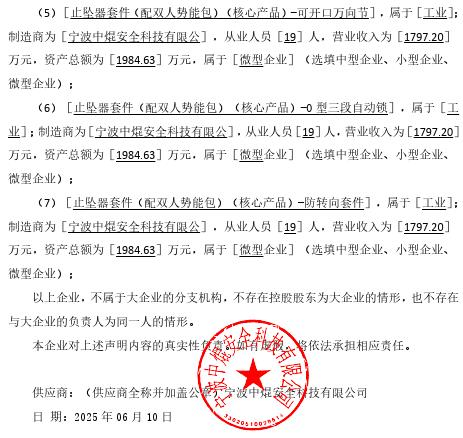 （5）［止坠器套件（配双人势能包）（核心产品）-可开口万向节］，属于［工业］；
制造商为［宁波中焜安全科技有限公］，从业人员［19］人，营业收入为［1797.20］
万元，资产总额为［1984.63］万元，属于［微型企业］（选填中型企业、小型企业、
微型企业）；
（6）［止坠器套件（配双人势能包）（核心产品）-O 型三段自动锁］，属于［工
业］；制造商为［宁波中焜安全科技有限公］，从业人员［19］人，营业收入为［1797.20］
万元，资产总额为［1984.63］万元，属于［微型企业］（选填中型企业、小型企业、
微型企业）；
（7）［止坠器套件（配双人势能包）（核心产品）-防转向套件］，属于［工业］；
制造商为［宁波中焜安全科技有限公］，从业人员［19］人，营业收入为［1797.20］
万元，资产总额为［1984.63］万元，属于［微型企业］（选填中型企业、小型企业、
微型企业）；
以上企业，不属于大企业的分支机构，不存在控股股东为大企业的情形，也不存在
与大企业的负责人为同一人的情形。
本企业对上述声明内容的真实性负责。如有虚假，将依法承担相应责任。
宁波中焜安全科技有限公司
供应商：（供应商全称并加盖公章）宁波中焜安全科技有限公司
日 期：2025 年 06 月 10 日